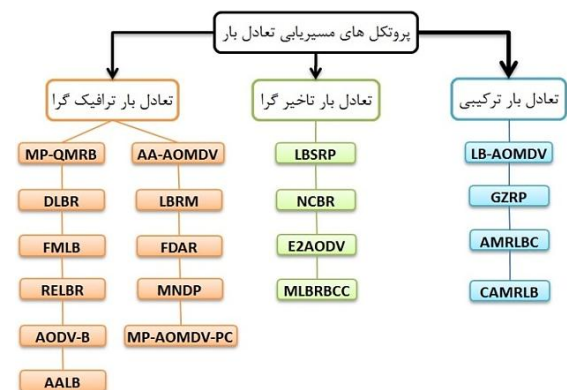 پروتکل های مسیریابی تعادل بار
تعادل بار ترکیبی
تعادل بار تاخیر گرا
تعادل بار ترافیک گرا
LB-AOMDV
GZRP
AMRLBC
CAMRLB
LBSRP
NCBR
E2AODV
MLBRBCC
AA-AOMDV
LBRM
FDAR
MNDP
MP-AOMDV-PC
MP-QMRB
DLBR
FMLB
RELBR
AODV-B
AALB